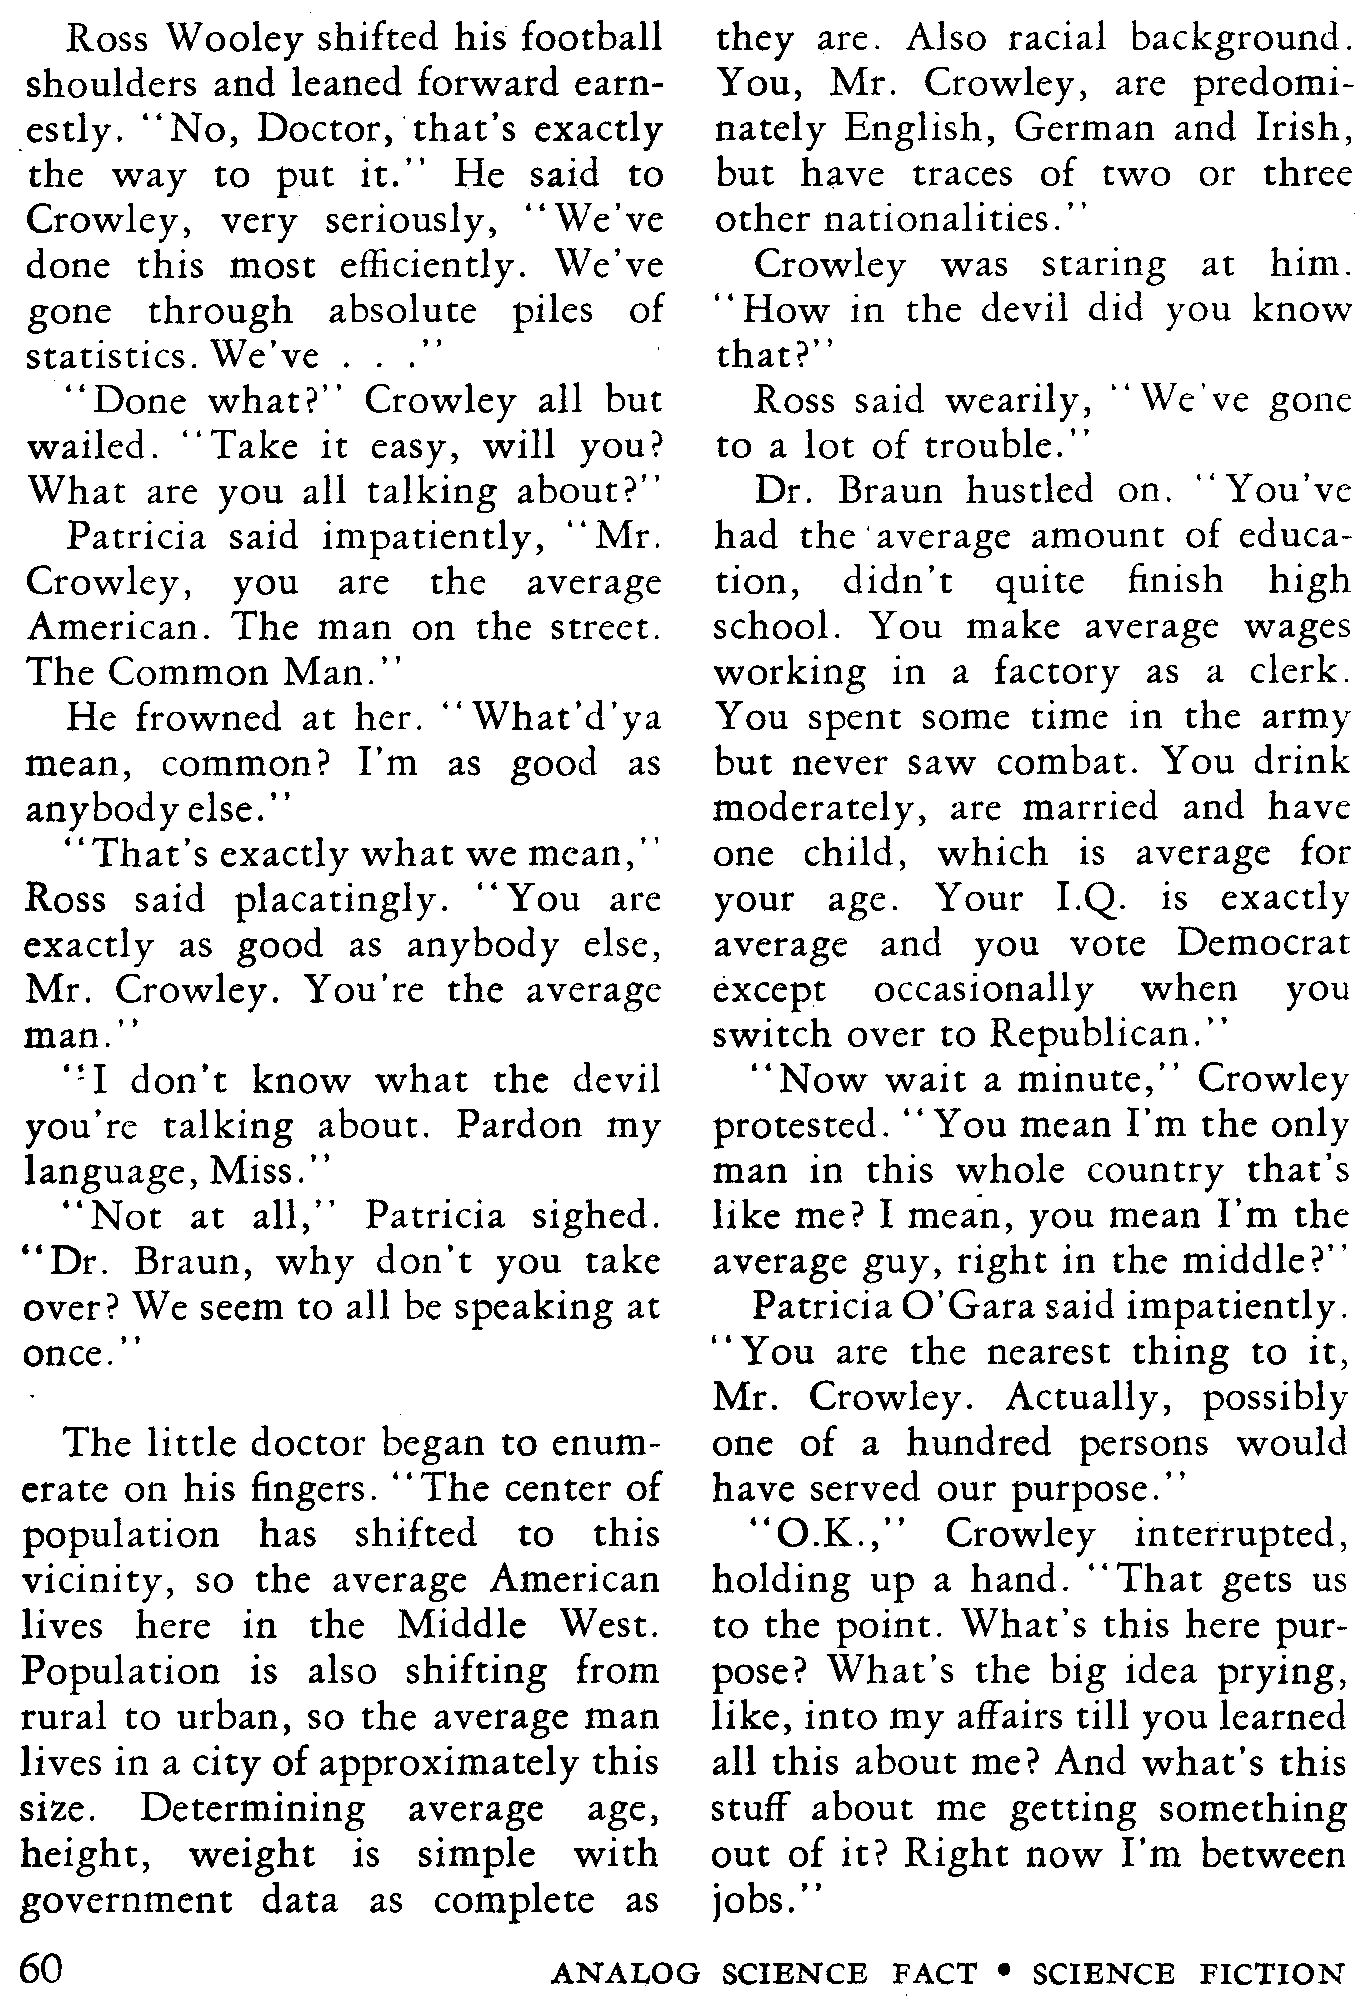 Ross Wooley shifted his football
shoulders and leaned forward earn-
estly. "No, Doctor, that's exactly
the way to put it." He said to
Crowley, very seriously, "We've
done this most efficiently. We've
gone through absolute piles of
statistics. We've . . ."
"Done what?" Crowley all but
wailed. "Take it easy, will you?
What are you all talking about?"
Patricia said impatiently, "Mr.
Crowley, you are the average
American. The man on the street.
The Common Man."
He frowned at her. "What'd'ya
mean, common? I'm as good as
anybody else."
"That's exactly what we mean,"
Ross said placatingly. "You are
exactly as good as anybody else,
Mr. Crowley. You're the average
man."
"I don't know what the devil
you're talking about. Pardon my
language, Miss."
"Not at all," Patricia sighed.
"Dr. Braun, why don't you take
over? We seem to all be speaking at
once."
The little doctor began to enum-
erate on his fingers. "The center of
population has shifted to this
vicinity, so the average American
lives here in the Middle West.
Population is also shifting from
rural to urban, so the average man
lives in a city of approximately this
size. Determining average age,
height, weight is simple with
government data as complete as
they are. Also racial background.
You, Mr. Crowley, are predomi-
nately English, German and Irish,
but have traces of two or three
other nationalities."
Crowley was staring at him.
"How in the devil did you know
that?"
Ross said wearily, "We've gone
to a lot of trouble."
Dr. Braun hustled on. "You've
had the average amount of educa-
tion, didn't quite finish high
school. You make average wages
working in a factory as a clerk.
You spent some time in the army
but never saw combat. You drink
moderately, are married and have
one child, which is average for
your age. Your I.Q. is exactly
average and you vote Democrat
except occasionally when you
switch over to Republican."
"Now wait a minute," Crowley
protested. "You mean I'm the only
man in this whole country that's
like me? I mean, you mean I'm the
average guy, right in the middle?"
Patricia O'Gara said impatiently.
"You are the nearest thing to it,
Mr. Crowley. Actually, possibly
one of a hundred persons would
have served our purpose."
"O.K.," Crowley interrupted,
holding up a hand. "That gets us
to the point. What's this here pur-
pose? What's the big idea prying,
like, into my affairs till you learned
all this about me? And what's this
stuff about me getting something
out of it? Right now I'm between
jobs."
60
ANALOG SCIENCE FACT • SCIENCE FICTION